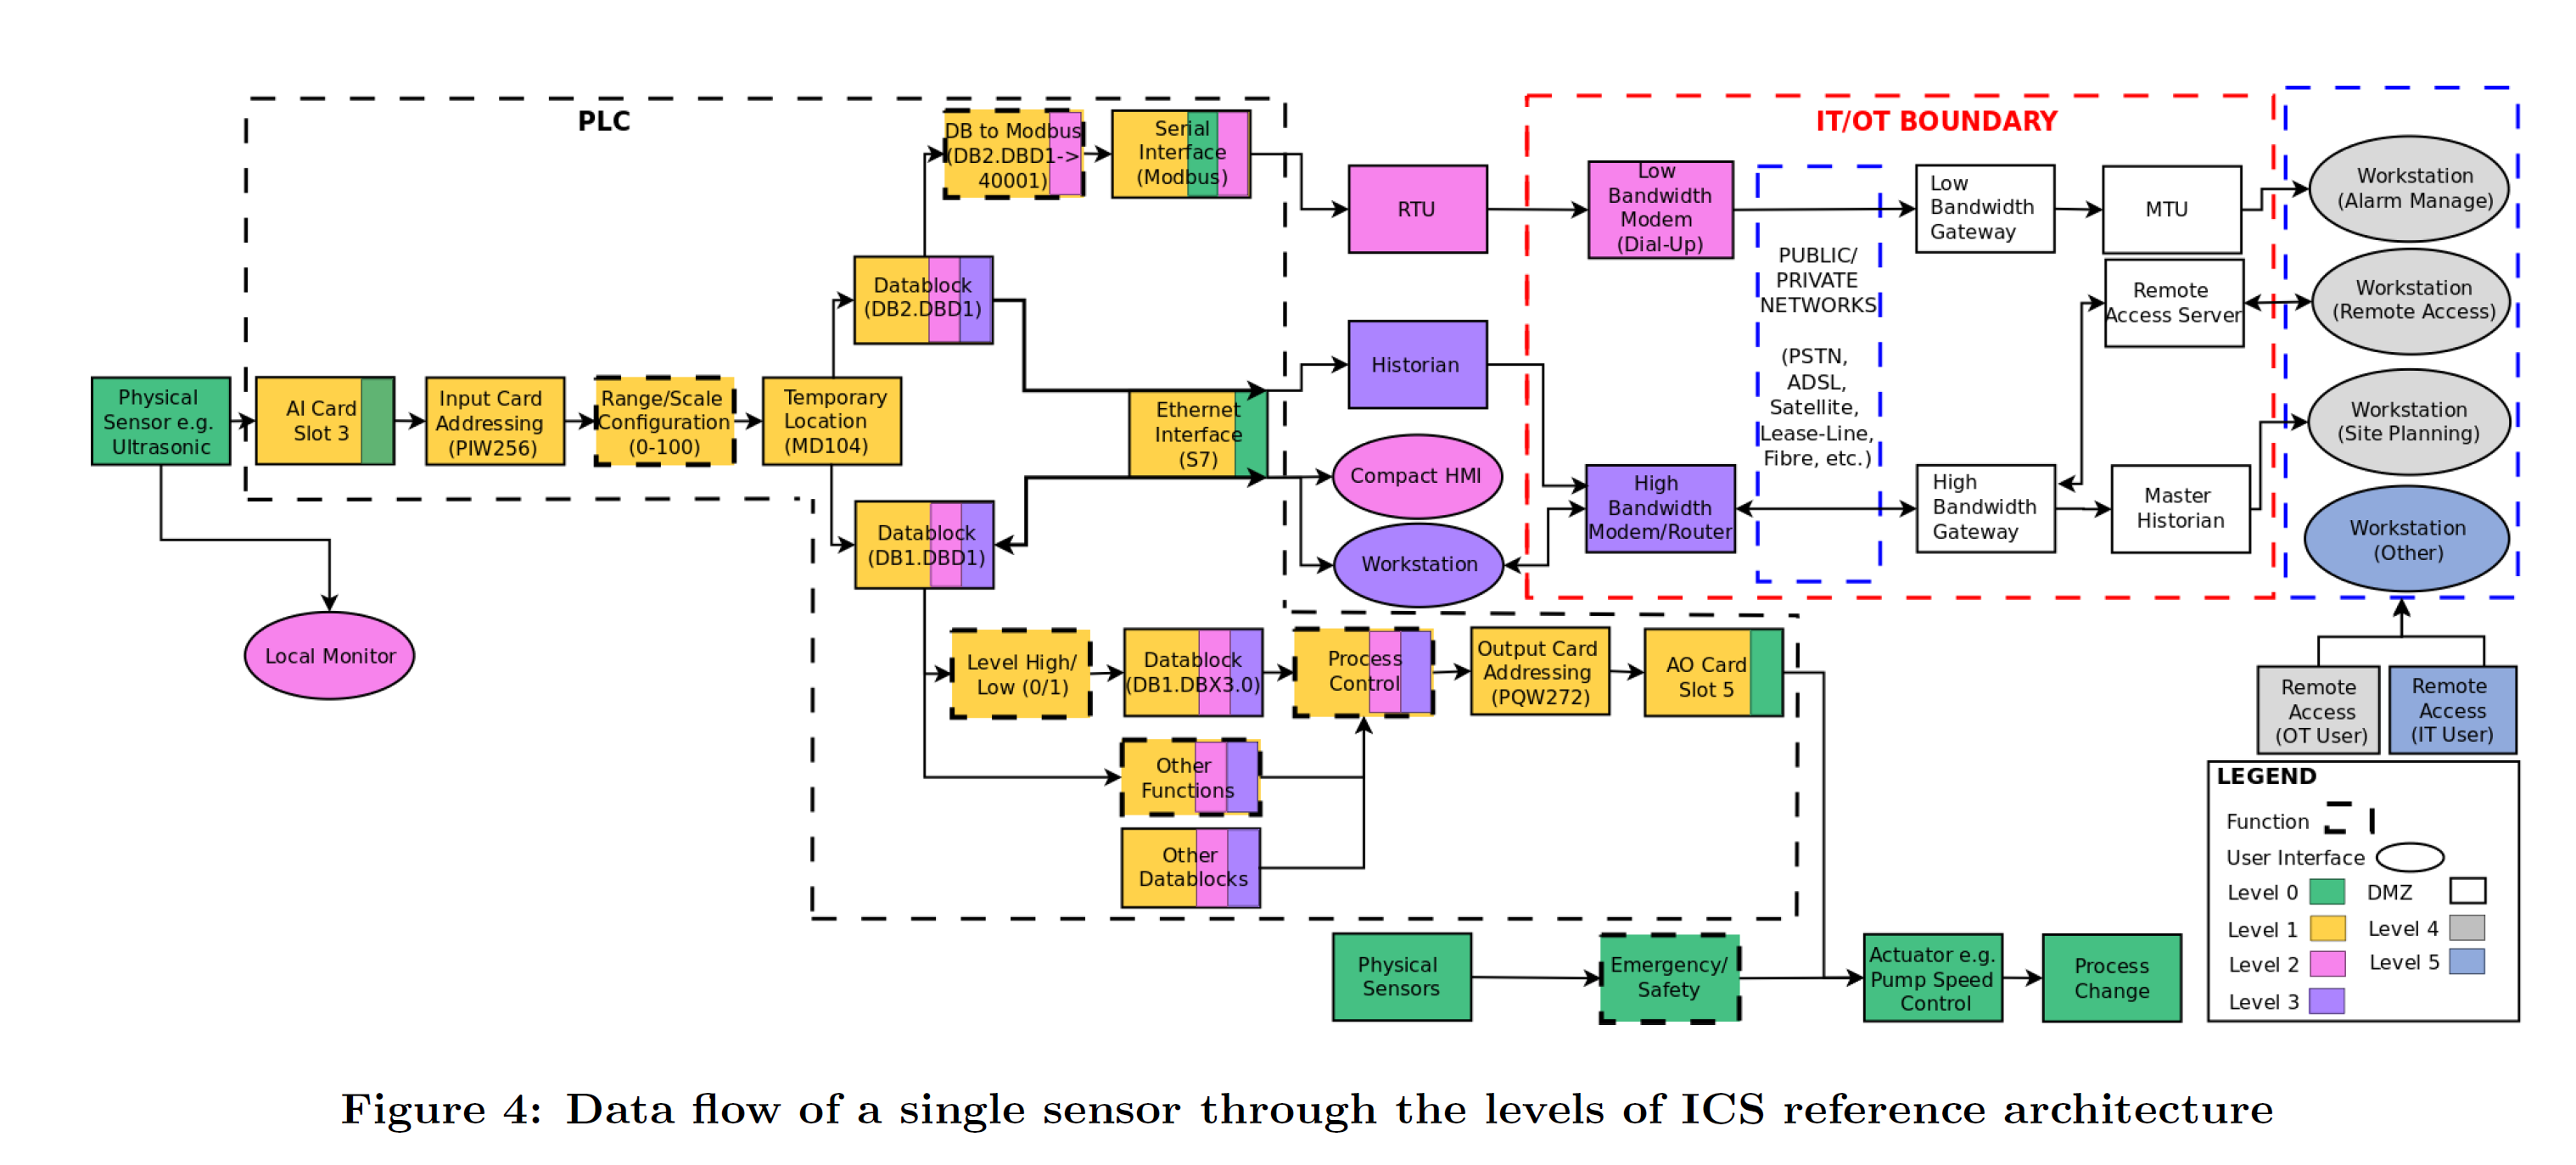 PLC
IT/OT BOUNDARY
DB to Modbus
(DB2.DBD1->
40001)
Serial
Interface
(Modbus)
RTU
Low
Bandwidth
Modem
(Dial-Up)
PUBLIC/
PRIVATE
NETWORKS
(PSTN,
ADSL,
Satellite,
Lease-Line,
Fibre, etc.)
Low
Bandwidth
Gateway
MTU
Workstation
(Alarm Manage)
Remote
Access Server
Workstation
(Remote Access)
Datablock
(DB2.DBD1)
Historian
Physical
Sensor e.g.
Ultrasonic
AI Card
Slot 3
Input Card
Addressing
(PIW256)
Range/Scale
Configuration
(0-100)
Temporary
Location
(MD104)
Ethernet
Interface
(S7)
Compact HMI
Workstation
(Site Planning)
Datablock
(DB1.DBD1)
Workstation
High
Bandwidth
Modem/Router
High
Bandwidth
Gateway
Master
Historian
Workstation
(Other)
Local Monitor
Level High/
Low (0/1)
Datablock
(DB1.DBX3.0)
Process
Control
Output Card
Addressing
(PQW272)
AO Card
Slot 5
Remote
Access
(OT User)
Remote
Access
(IT User)
Other
Functions
Other
Datablocks
Physical
Sensors
Emergency/
Safety
Actuator e.g.
Pump Speed
Control
Process
Change
LEGEND
Function
User Interface
Level 0
DMZ
Level 1
Level 4
Level 2
Level 5
Level 3
Figure 4: Data flow of a single sensor through the levels of ICS reference architecture